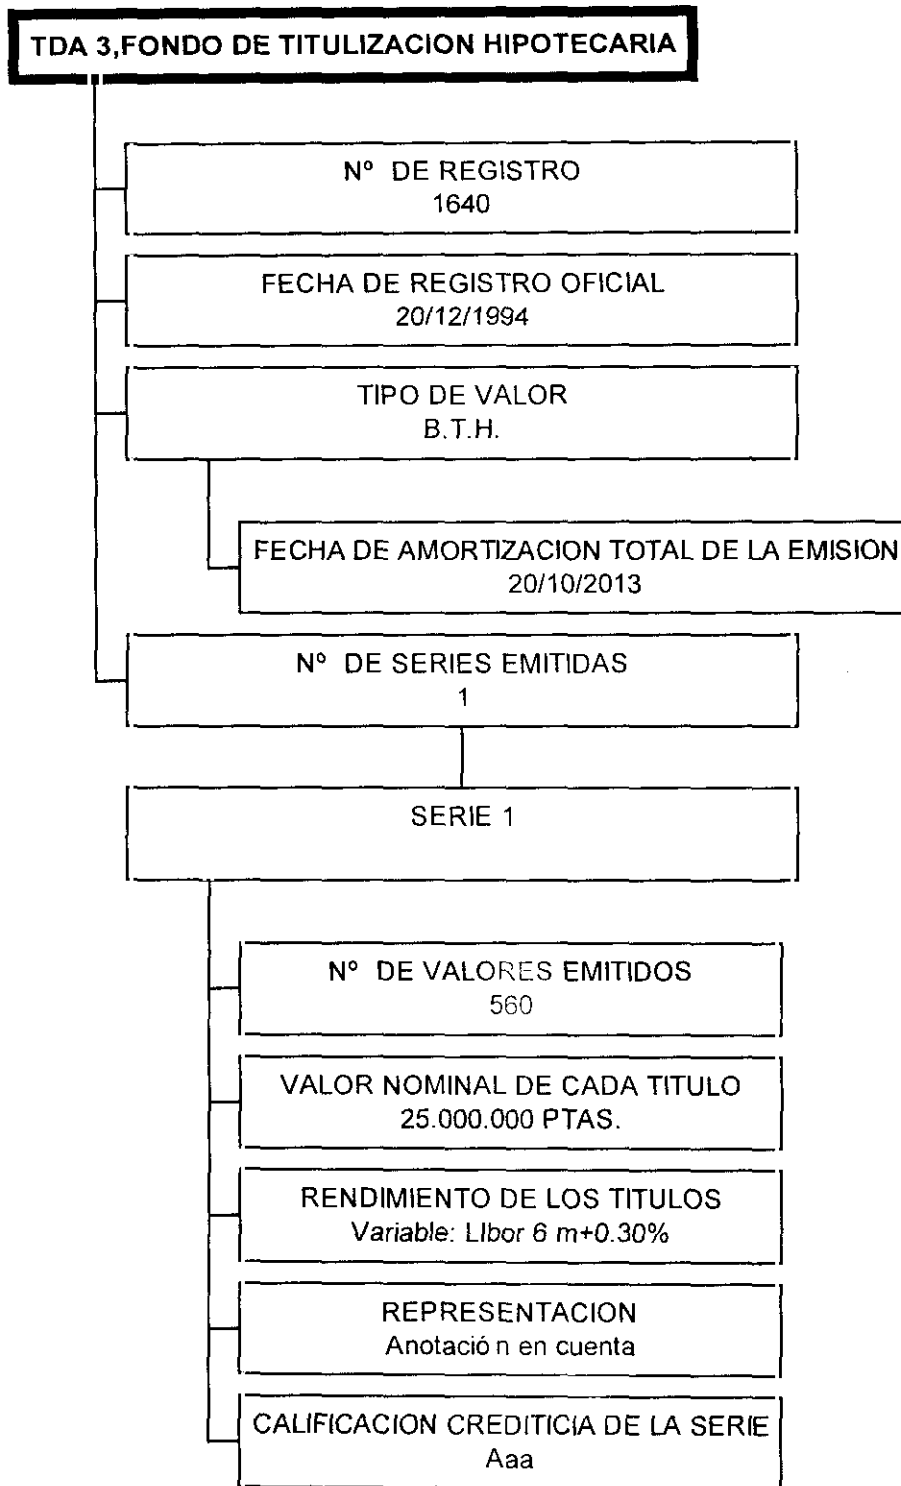 TDA 3,FONDO DE TITULIZACION HIPOTECARIA
Nº DE REGISTRO
1640
FECHA DE REGISTRO OFICIAL
20/12/1994
TIPO DE VALOR
B.T.H.
FECHA DE AMORTIZACION TOTAL DE LA EMISION
20/10/2013
Nº DE SERIES EMITIDAS
1
SERIE 1
Nº DE VALORES EMITIDOS
560
VALOR NOMINAL DE CADA TITULO
25.000.000 PTAS.
RENDIMIENTO DE LOS TITULOS
Variable: LIbor 6 m+0.30%
REPRESENTACION
Anotación en cuenta
CALIFICACION CREDITICIA DE LA SERIE
Aaa